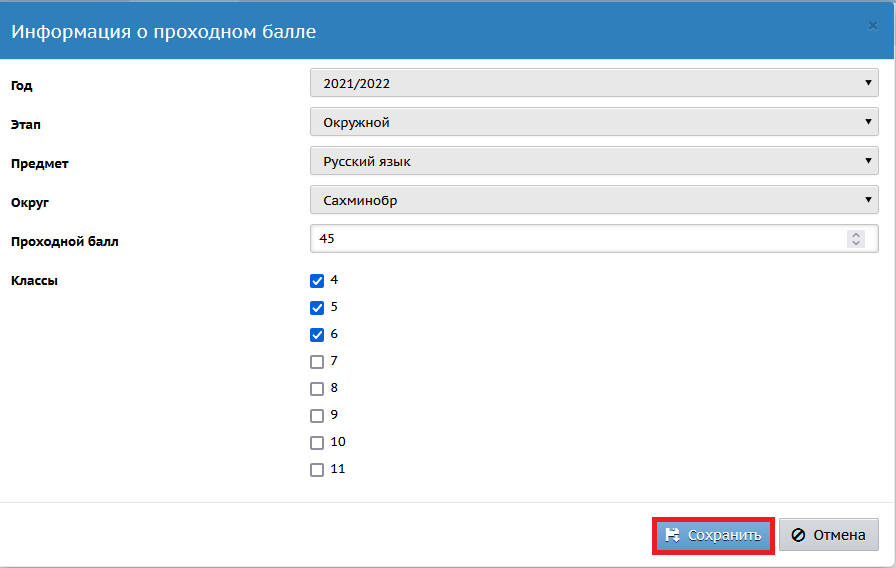 Информация о проходном балле
Год 2021/2022
Этап Окружной
Предмет Русский язык
Округ Сахминобр
Проходной балл 45
Классы 4
5
6
7
8
9
10
11
Сохранить Отмена